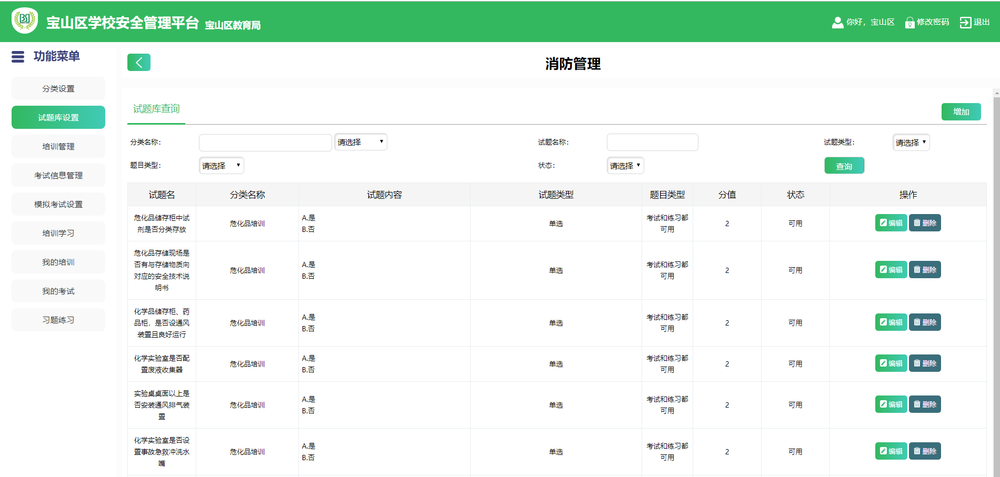 宝山区学校安全管理平台 宝山区教育局
你好，宝山区 修改密码 退出
功能菜单
消防管理
分类设置
试题库设置
培训管理
考试信息管理
模拟考试设置
培训学习
我的培训
我的考试
习题练习
试题库查询
增加
分类名称： 请选择 试题名称： 试题类型： 请选择
题目类型： 请选择 状态： 请选择 查询
试题名 分类名称 试题内容 试题类型 题目类型 分值 状态 操作
危化品储存柜中试
剂是否分类存放
危化品培训
A.是
B.否
单选
考试和练习都
可用
2
可用
编辑 删除
危化品存储现场是
否有与存储物质向
对应的安全技术说
明书
危化品培训
A.是
B.否
单选
考试和练习都
可用
2
可用
编辑 删除
化学品储存柜、药
品柜，是否设通风
装置且良好运行
危化品培训
A.是
B.否
单选
考试和练习都
可用
2
可用
编辑 删除
化学实验室是否配
置废液收集器
危化品培训
A.是
B.否
单选
考试和练习都
可用
2
可用
编辑 删除
实验桌桌面以上是
否安装通风排气装
置
危化品培训
A.是
B.否
单选
考试和练习都
可用
2
可用
编辑 删除
化学实验室是否设
置事故急救冲洗水
嘴
危化品培训
A.是
B.否
单选
考试和练习都
可用
2
可用
编辑 删除